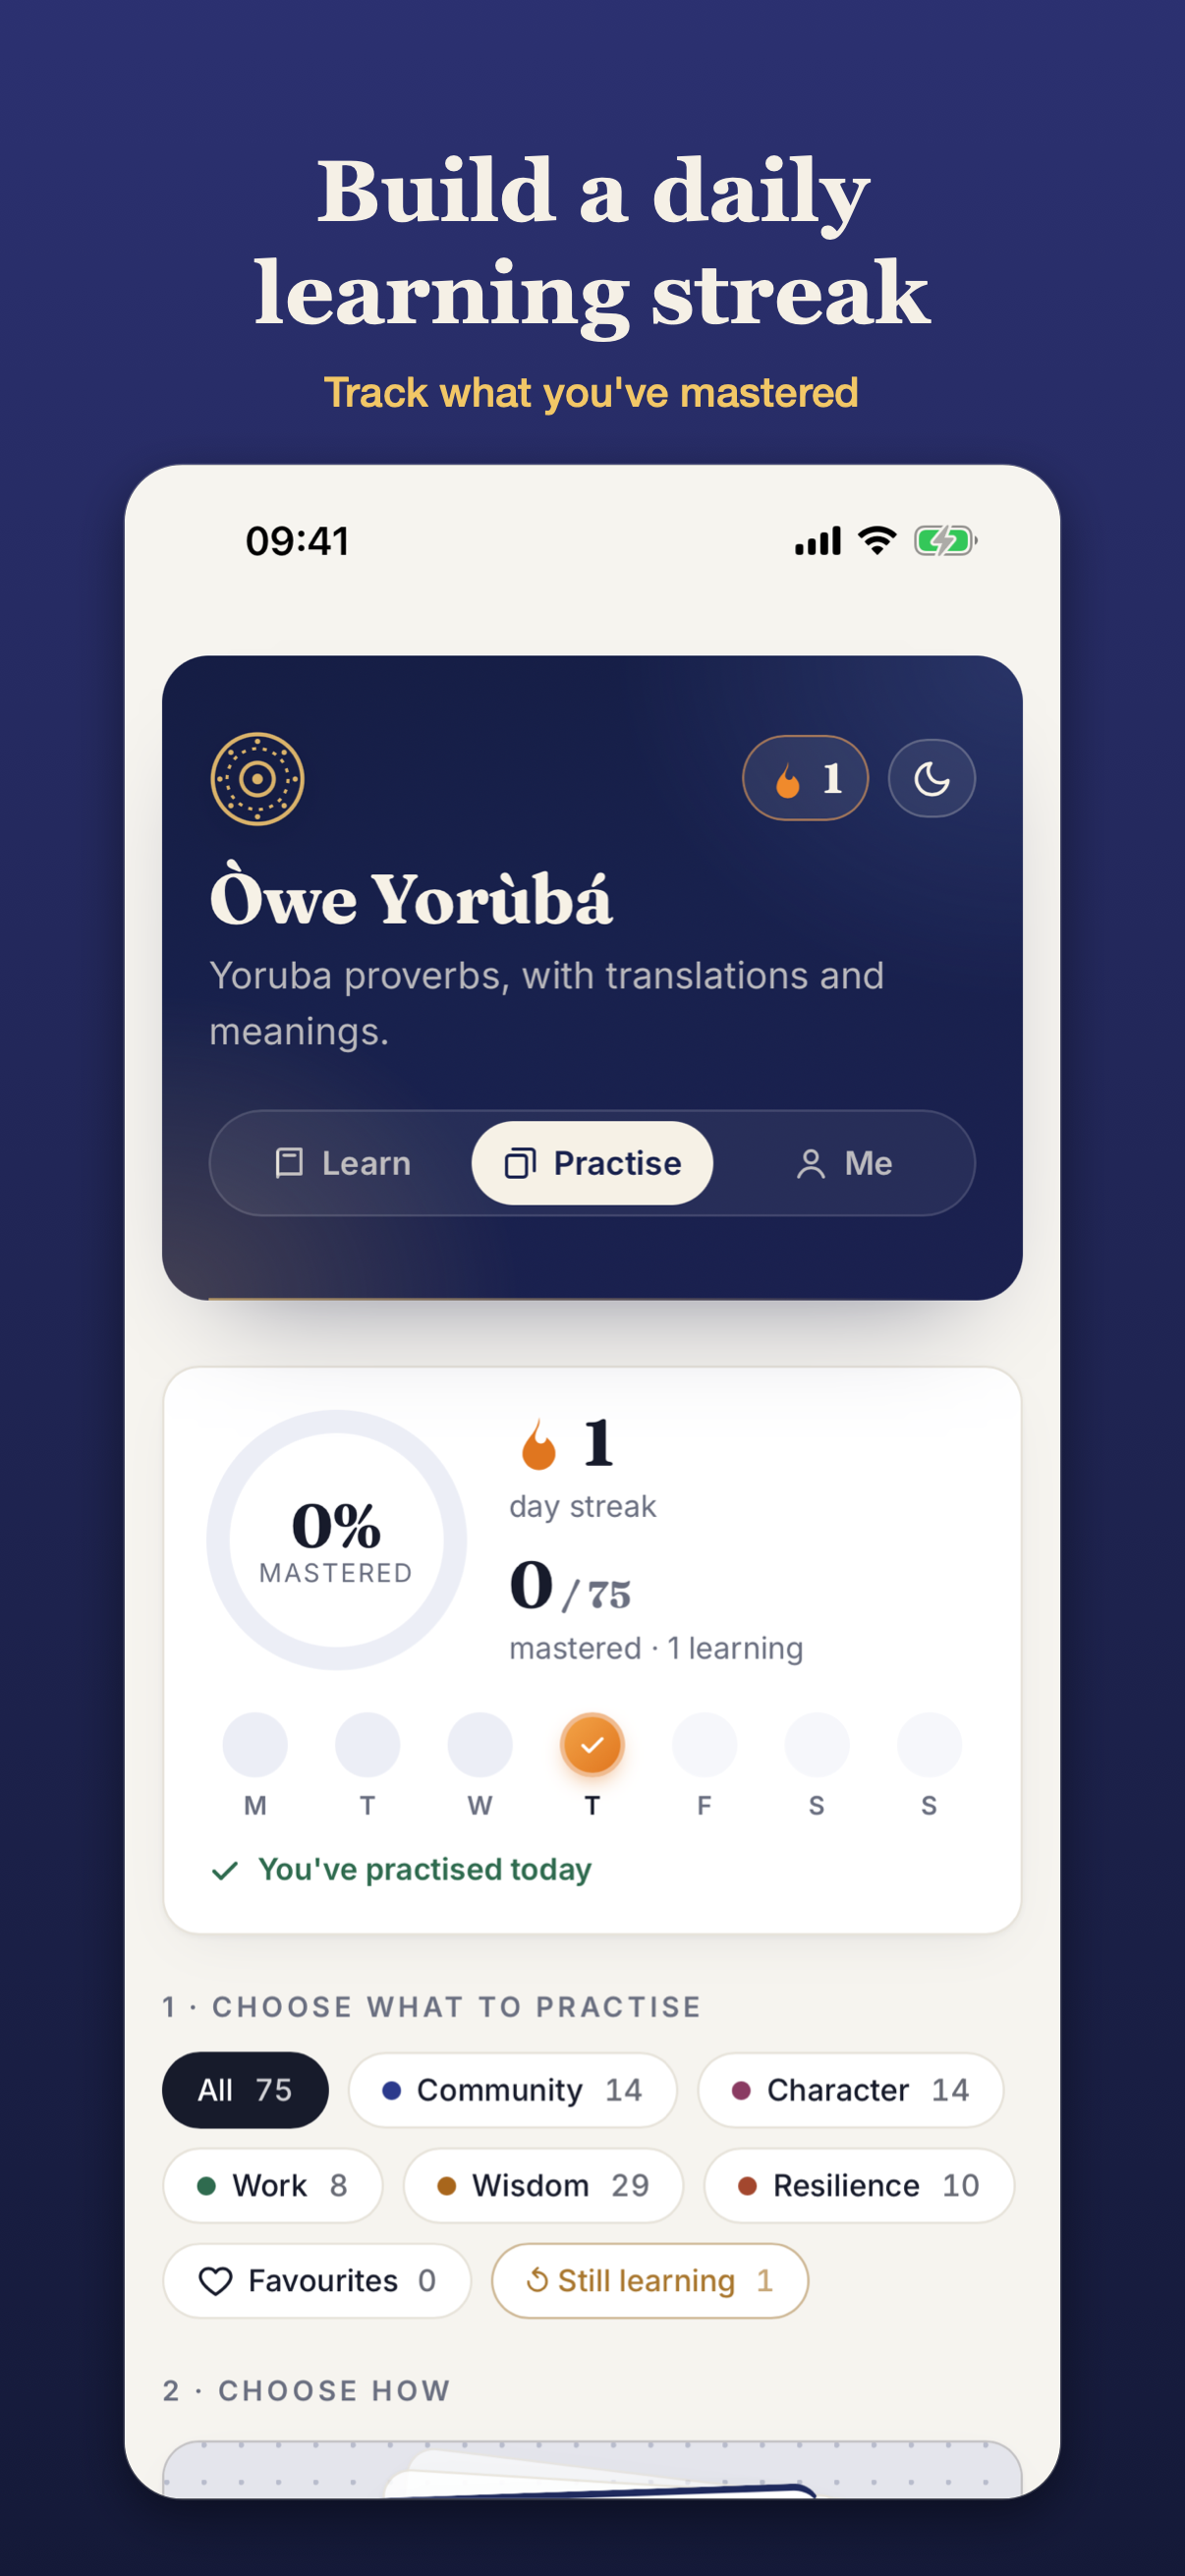 Build a daily
learning streak
Track what you've mastered
09:41
1
Òwe Yorùbá
Yoruba proverbs, with translations and
meanings.
Learn
Practise
Me
1
day streak
0%
MASTERED
0 / 75
mastered · 1 learning
M T W T F S S
You've practised today
1 · CHOOSE WHAT TO PRACTISE
All 75
Community 14
Character 14
Work 8
Wisdom 29
Resilience 10
Favourites 0
Still learning 1
2 · CHOOSE HOW